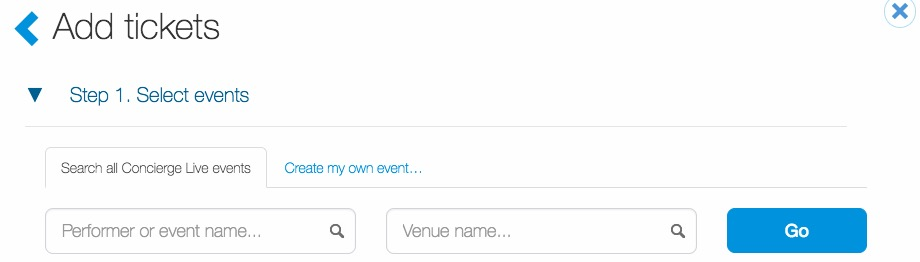 Add tickets
Step 1. Select events
Search all Concierge Live events
Create my own event...
Performer or event name...
Venue name...
Go